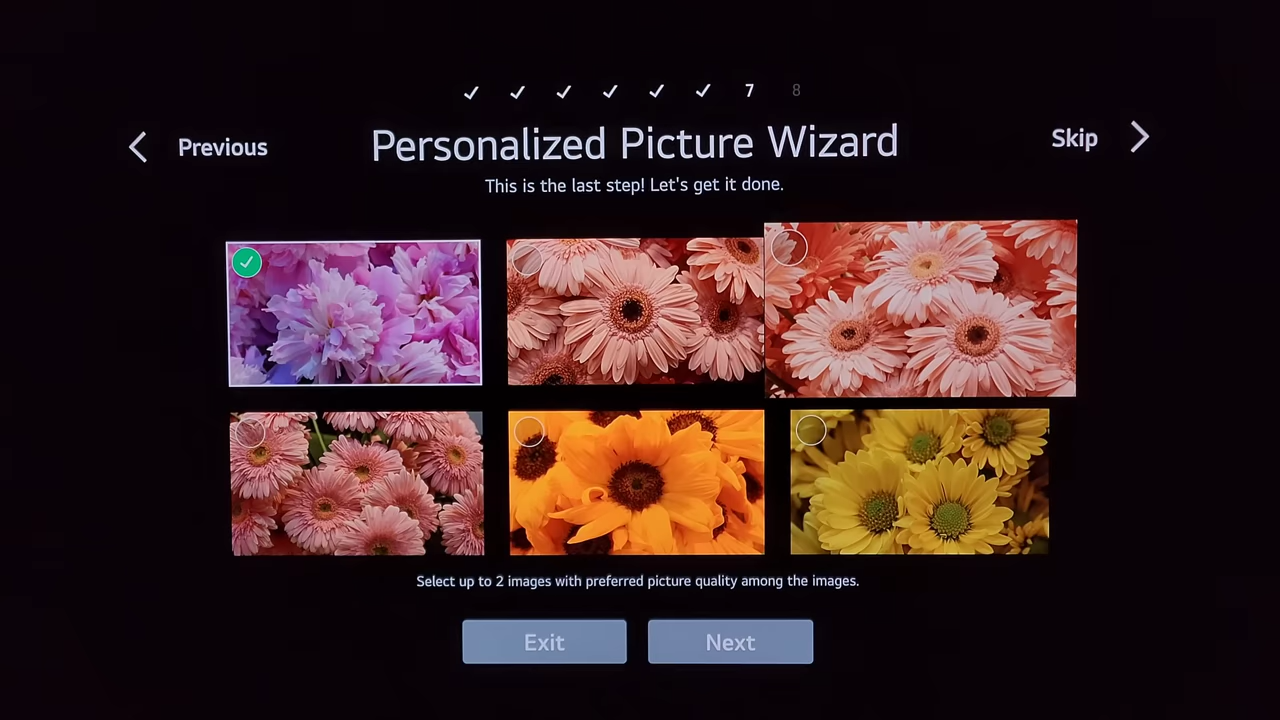 7 8
Previous
Personalized Picture Wizard
Skip
This is the last step! Let's get it done.
Select up to 2 images with preferred picture quality among the images.
Exit
Next